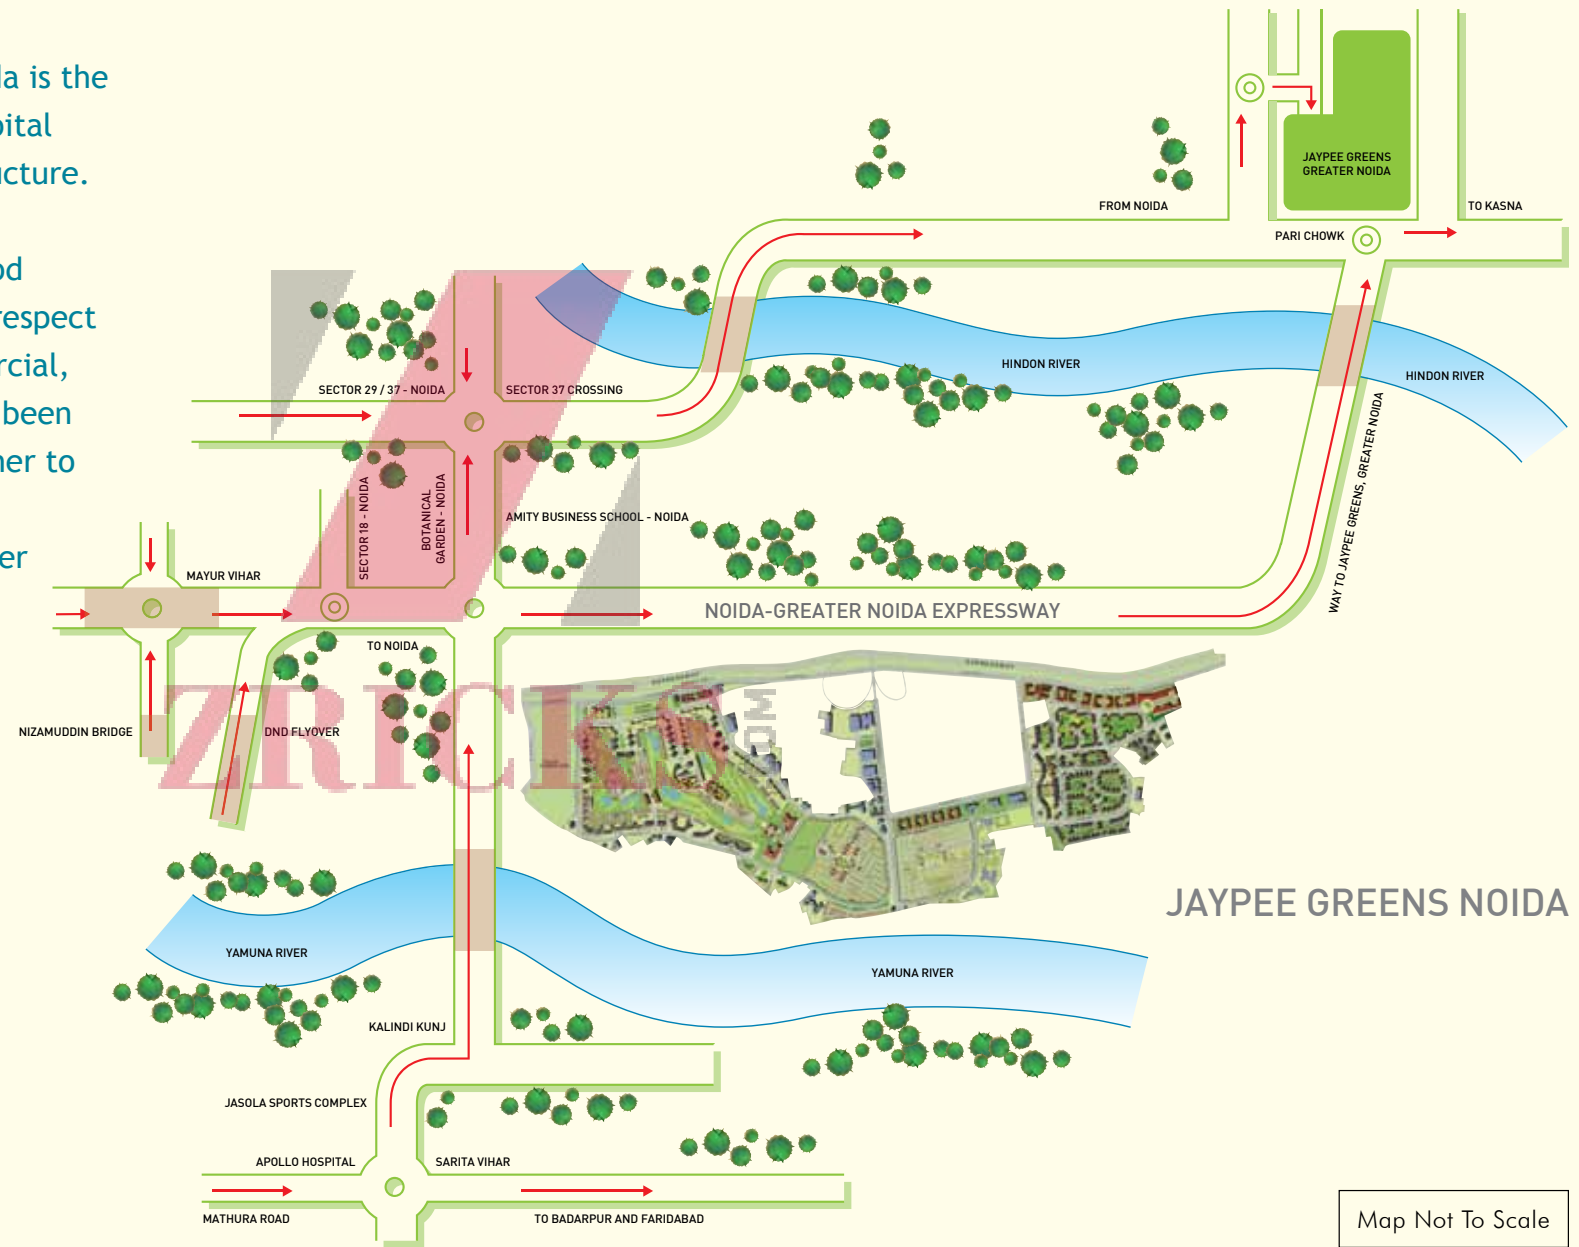 da is the
pital
ucture.
od
respect
rcial,
been
ner to
er
JAYPEE GREENS
GREATER NOIDA
FROM NOIDA
TO KASNA
PARI CHOWK
HINDON RIVER
HINDON RIVER
SECTOR 29 / 37 - NOIDA
SECTOR 37 CROSSING
WAY TO JAYPEE GREENS, GREATER NOIDA
SECTOR 18 - NOIDA
BOTANICAL
GARDEN - NOIDA
AMITY BUSINESS SCHOOL - NOIDA
MAYUR VIHAR
NOIDA-GREATER NOIDA EXPRESSWAY
TO NOIDA
NIZAMUDDIN BRIDGE
DND FLYOVER
ZRICKS
.COM
JAYPEE GREENS NOIDA
YAMUNA RIVER
YAMUNA RIVER
KALINDI KUNJ
JASOLA SPORTS COMPLEX
APOLLO HOSPITAL
SARITA VIHAR
MATHURA ROAD
TO BADARPUR AND FARIDABAD
Map Not To Scale